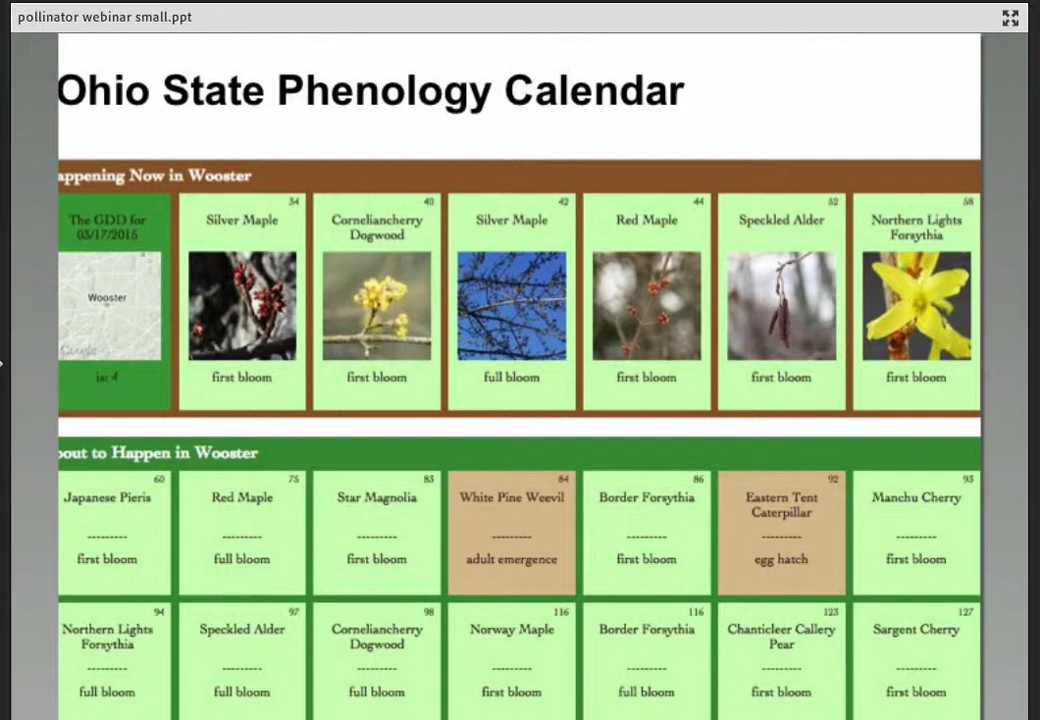 pollinator webinar small.ppt
Ohio State Phenology Calendar
appening Now in Wooster
The GDD for
03/17/2015
Wooster
Google
is: 4
34
Silver Maple
first bloom
40
Corneliancherry
Dogwood
first bloom
42
Silver Maple
full bloom
44
Red Maple
first bloom
52
Speckled Alder
first bloom
58
Northern Lights
Forsythia
first bloom
bout to Happen in Wooster
60
Japanese Pieris
---------
first bloom
75
Red Maple
---------
full bloom
83
Star Magnolia
---------
first bloom
84
White Pine Weevil
---------
adult emergence
86
Border Forsythia
---------
first bloom
92
Eastern Tent
Caterpillar
---------
egg hatch
93
Manchu Cherry
---------
first bloom
94
Northern Lights
Forsythia
---------
full bloom
97
Speckled Alder
---------
full bloom
98
Corneliancherry
Dogwood
---------
full bloom
116
Norway Maple
---------
first bloom
116
Border Forsythia
---------
full bloom
123
Chanticleer Callery
Pear
---------
first bloom
127
Sargent Cherry
---------
first bloom